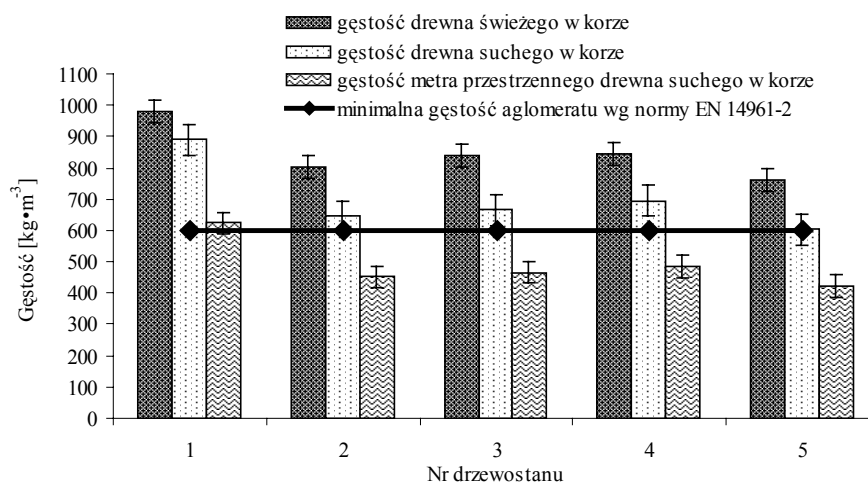 gęstość drewna świeżego w korze
gęstość drewna suchego w korze
gęstość metra przestrzennego drewna suchego w korze
minimalna gęstość aglomeratu wg normy EN 14961-2
Gęstość [kg•m⁻³]
1100
1000
900
800
700
600
500
400
300
200
100
0
1 2 3 4 5
Nr drzewostanu